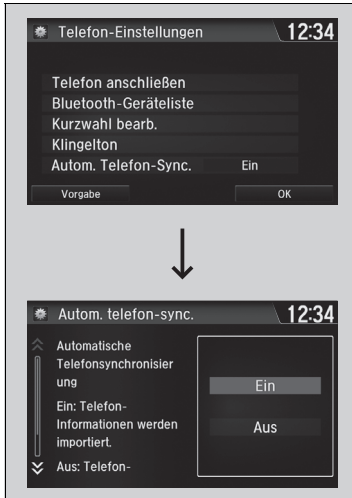 Telefon-Einstellungen 12:34
Telefon anschließen
Bluetooth-Geräteliste
Kurzwahl bearb.
Klingelton
Autom. Telefon-Sync. Ein
Vorgabe OK
Autom. telefon-sync. 12:34
Automatische
Telefonsynchronisier
ung
Ein: Telefon-
Informationen werden
importiert.
Aus: Telefon-
Ein
Aus